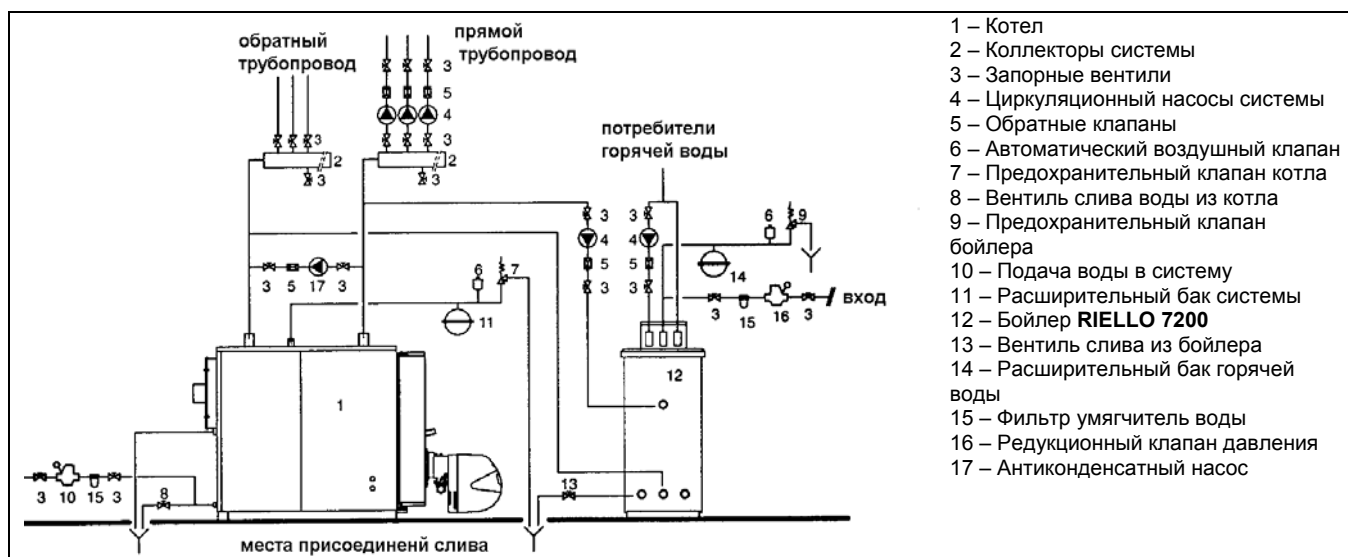 обратный
трубопровод
прямой
трубопровод
3
5
4
3
3
2
2
3
3
потребители
горячей воды
3
3
6
9
4
4
5
5
14
3
3
вход
3
15
16
3
3
5
17
3
6
7
11
12
1
13
8
3
10
15
3
места присоединенй слива
1 – Котел
2 – Коллекторы системы
3 – Запорные вентили
4 – Циркуляционный насосы системы
5 – Обратные клапаны
6 – Автоматический воздушный клапан
7 – Предохранительный клапан котла
8 – Вентиль слива воды из котла
9 – Предохранительный клапан
бойлера
10 – Подача воды в систему
11 – Расширительный бак системы
12 – Бойлер RIELLO 7200
13 – Вентиль слива из бойлера
14 – Расширительный бак горячей
воды
15 – Фильтр умягчитель воды
16 – Редукционный клапан давления
17 – Антиконденсатный насос